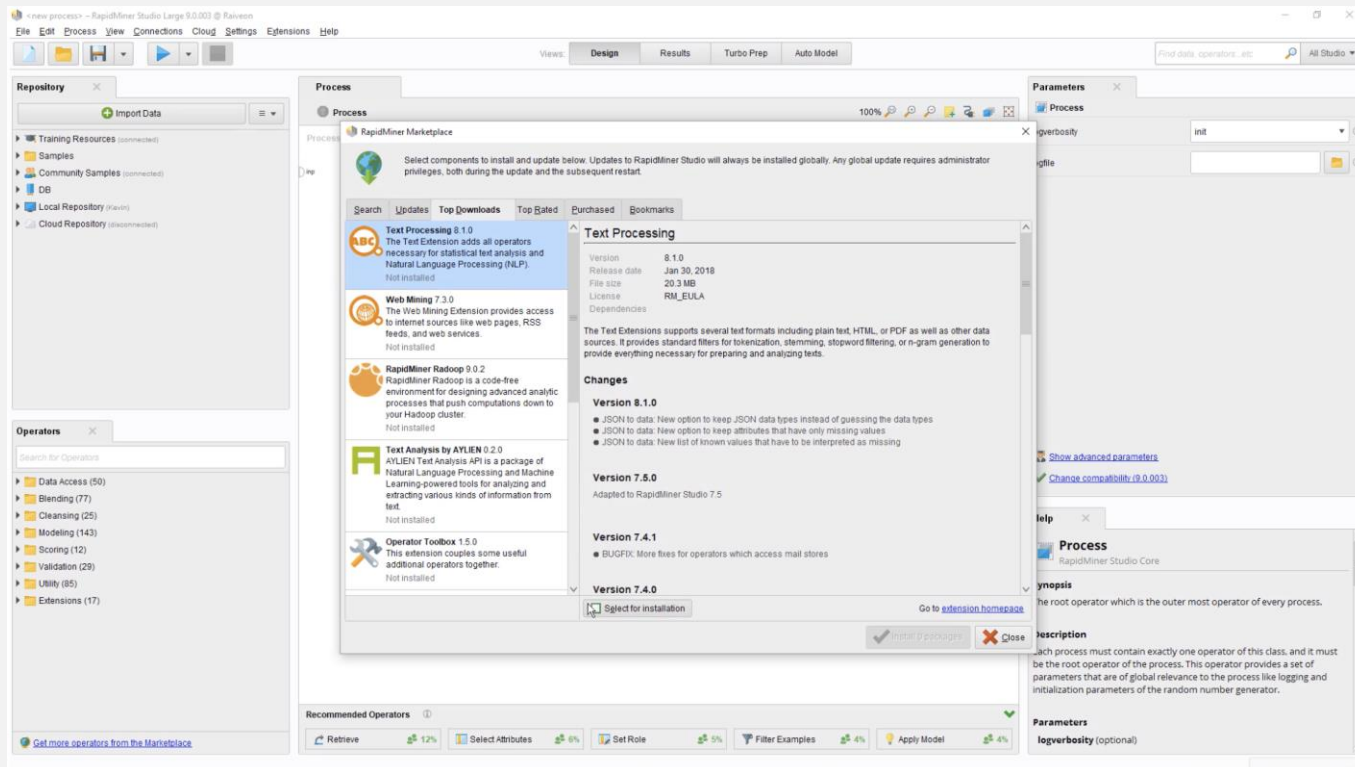 <new process> – RapidMiner Studio Large 9.0.003 @ Raiveon
File Edit Process View Connections Cloud Settings Extensions Help
Views: Design Results Turbo Prep Auto Model
Find data, operators...etc
All Studio
Repository
Import Data
Training Resources (connected)
Samples
Community Samples (connected)
DB
Local Repository (Kavin)
Cloud Repository (disconnected)
Operators
Search for Operators
Data Access (50)
Blending (77)
Cleansing (25)
Modeling (143)
Scoring (12)
Validation (29)
Utility (85)
Extensions (17)
Get more operators from the Marketplace
Process
Process
100%
Process
inp
RapidMiner Marketplace
Select components to install and update below. Updates to RapidMiner Studio will always be installed globally. Any global update requires administrator
privileges, both during the update and the subsequent restart.
Search Updates Top Downloads Top Rated Purchased Bookmarks
ABC
Text Processing 8.1.0
The Text Extension adds all operators
necessary for statistical text analysis and
Natural Language Processing (NLP).
Not installed
Web Mining 7.3.0
The Web Mining Extension provides access
to internet sources like web pages, RSS
feeds, and web services.
Not installed
RapidMiner Radoop 9.0.2
RapidMiner Radoop is a code-free
environment for designing advanced analytic
processes that push computations down to
your Hadoop cluster.
Not installed
Text Analysis by AYLIEN 0.2.0
AYLIEN Text Analysis API is a package of
Natural Language Processing and Machine
Learning-powered tools for analyzing and
extracting various kinds of information from
text.
Not installed
Operator Toolbox 1.5.0
This extension couples some useful
additional operators together.
Not installed
Text Processing
Version 8.1.0
Release date Jan 30, 2018
File size 20.3 MB
License RM_EULA
Dependencies
The Text Extensions supports several text formats including plain text, HTML, or PDF as well as other data
sources. It provides standard filters for tokenization, stemming, stopword filtering, or n-gram generation to
provide everything necessary for preparing and analyzing texts.
Changes
Version 8.1.0
JSON to data: New option to keep JSON data types instead of guessing the data types
JSON to data: New option to keep attributes that have only missing values
JSON to data: New list of known values that have to be interpreted as missing
Version 7.5.0
Adapted to RapidMiner Studio 7.5
Version 7.4.1
BUGFIX: More fixes for operators which access mail stores
Version 7.4.0
Select for installation
Go to extension homepage
Install 0 packages
Close
Recommended Operators
Retrieve 12%
Select Attributes 6%
Set Role 5%
Filter Examples 4%
Apply Model 4%
Parameters
Process
ogverbosity init
ogfile
Show advanced parameters
Change compatibility (9.0.003)
Help
Process
RapidMiner Studio Core
ynopsis
he root operator which is the outer most operator of every process.
Description
ach process must contain exactly one operator of this class, and it must
be the root operator of the process. This operator provides a set of
parameters that are of global relevance to the process like logging and
initialization parameters of the random number generator.
Parameters
logverbosity (optional)